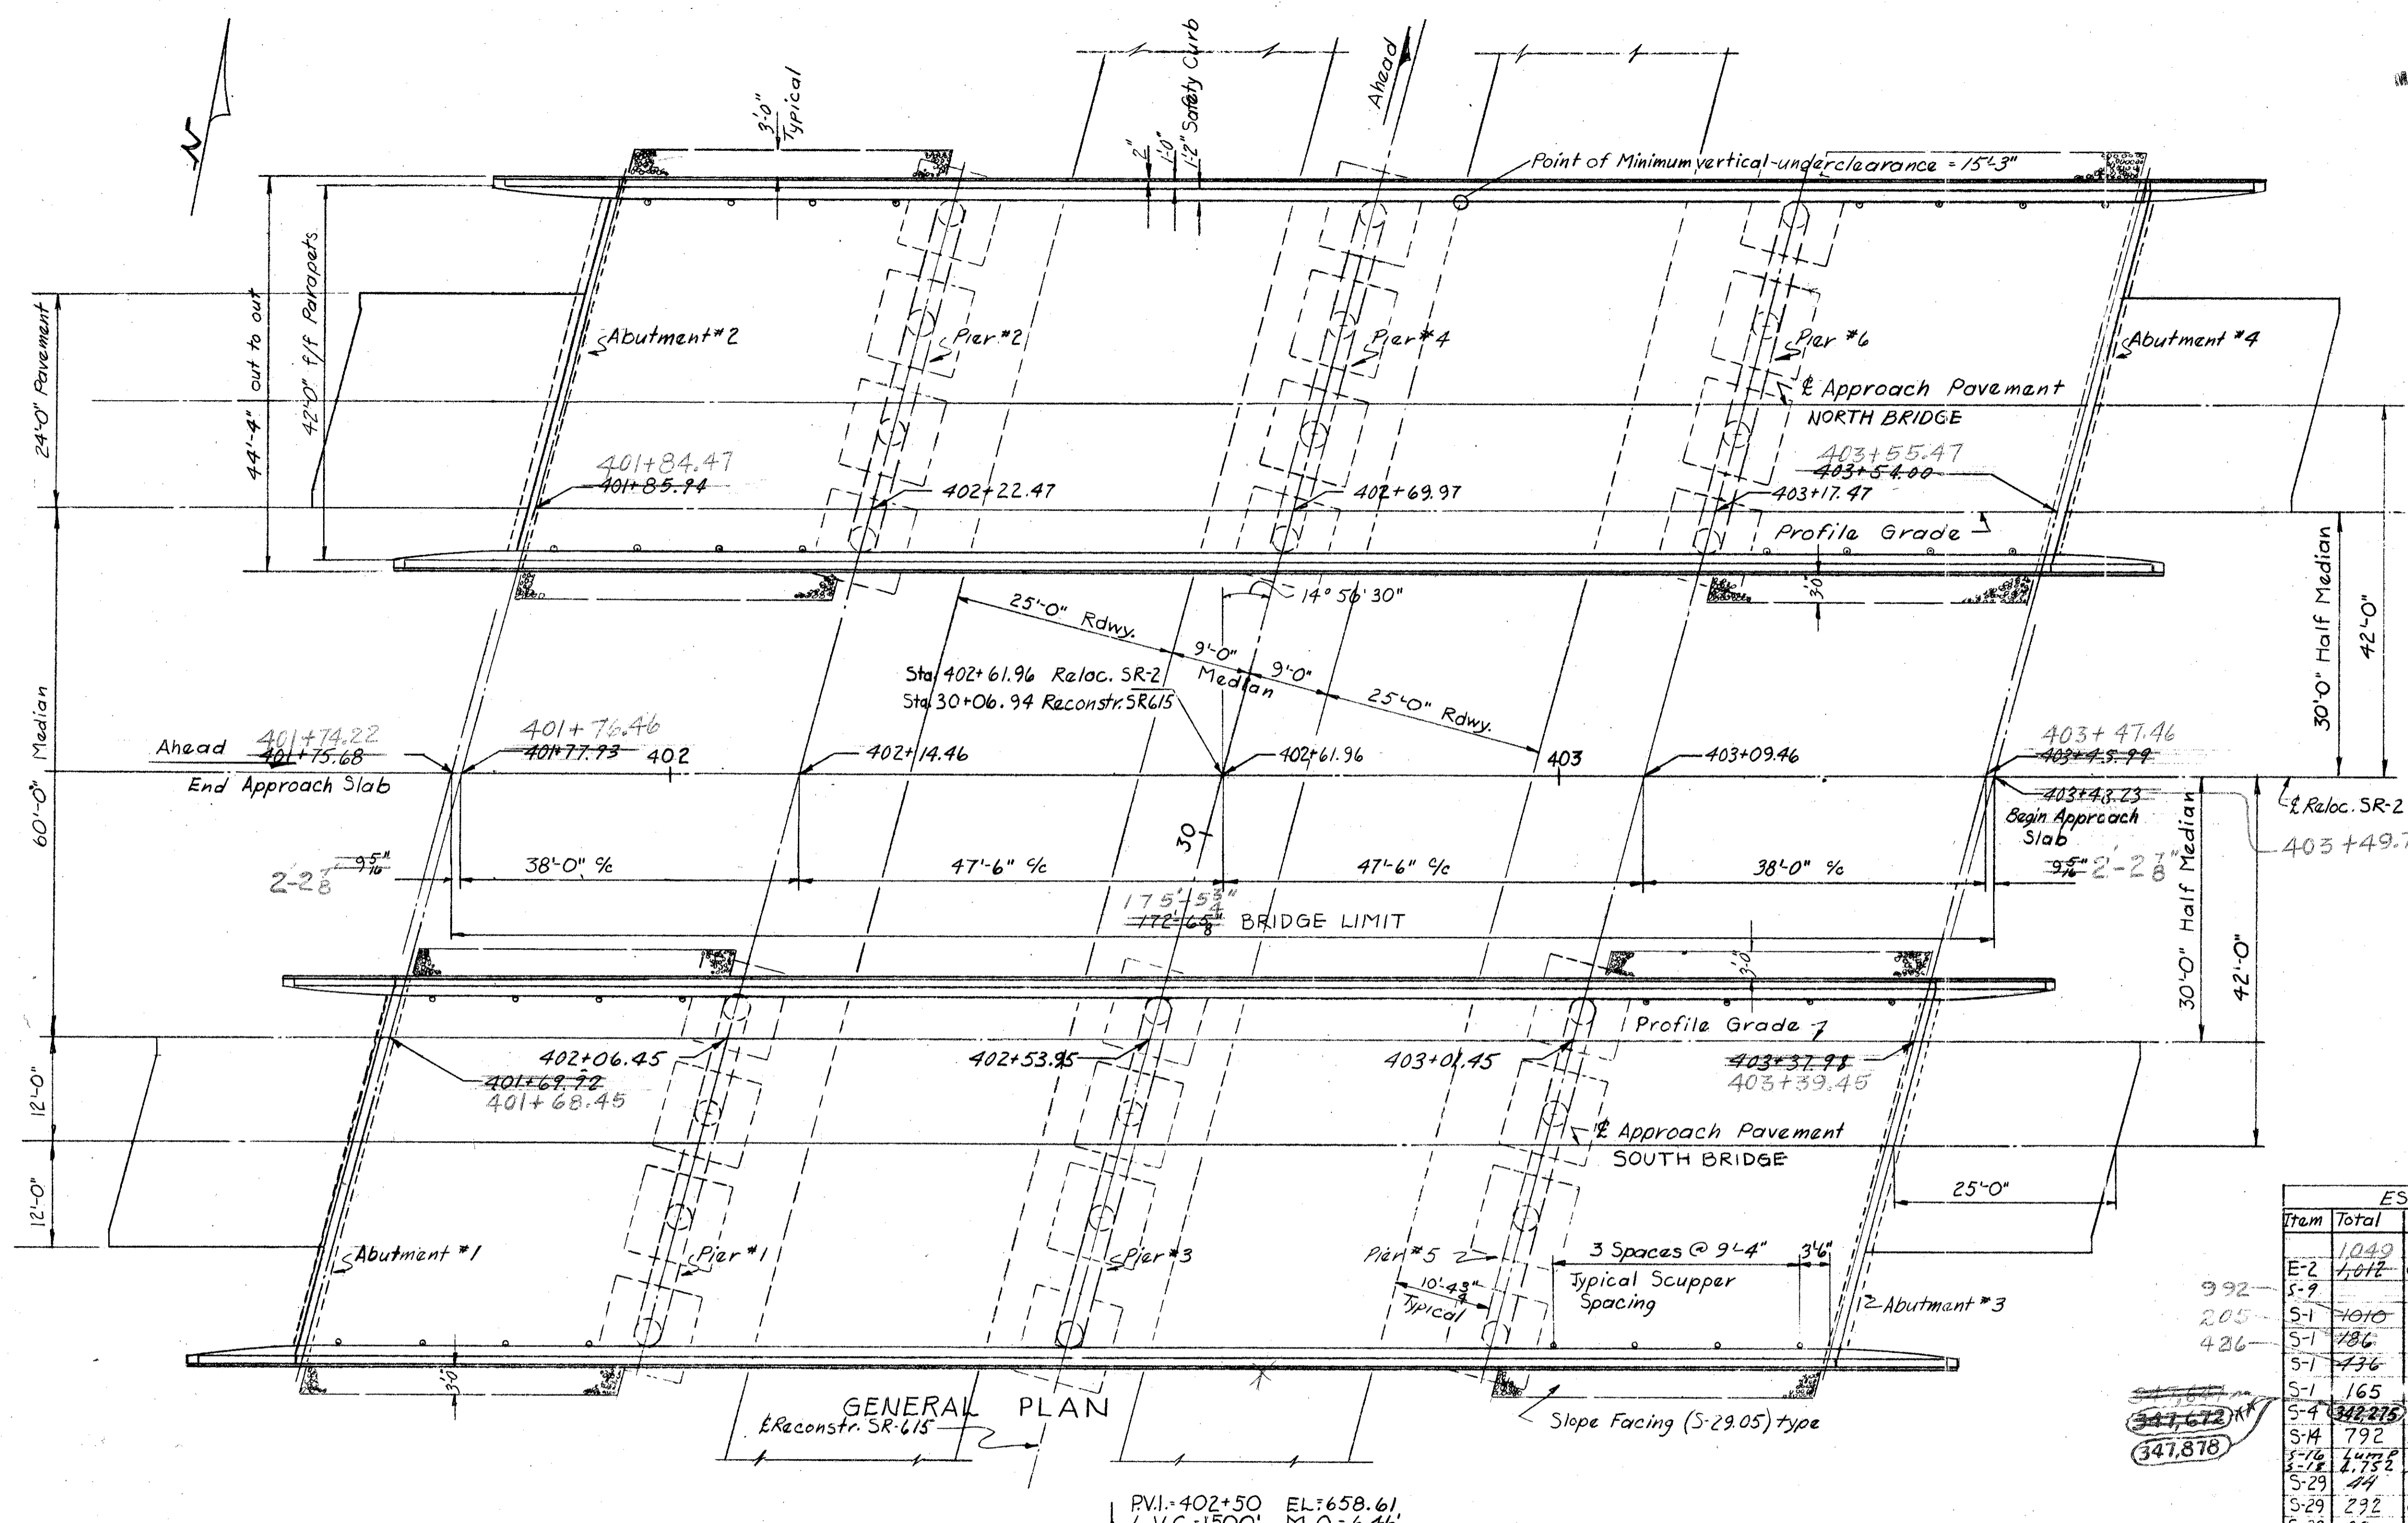 N
3'-0"
Typical
2"
1'-0"
1'-2" Safety Curb
Ahead
Point of Minimum vertical-underclearance = 15'-3"
24'-0" Pavement
44'-4" out to out
42'-0" f/f Parapets
Abutment #2
Pier #2
Pier #4
Pier #6
Abutment #4
℄ Approach Pavement
NORTH BRIDGE
401+84.47
401+85.94
402+22.47
402+69.97
403+17.47
403+55.47
403+54.00
Profile Grade
3'-0"
14° 56' 30"
25'-0" Rdwy.
9'-0"
Median
9'-0"
25'-0" Rdwy.
30'-0" Half Median
42'-0"
Sta. 402+61.96 Reloc. SR-2
Sta. 30+06.94 Reconstr. SR615
60'-0" Median
Ahead
401+74.22
401+75.68
End Approach Slab
401+76.46
401+77.93
402
402+14.46
402+61.96
403
403+09.46
403+47.46
403+45.99
403+48.23
Begin Approach
Slab
℄ Reloc. SR-2
403+49.7
30
9 5/16"
2'-2 7/8
38'-0" c/c
47'-6" c/c
47'-6" c/c
38'-0" c/c
9 5/16"
2'-2 7/8"
175'-5 3/4"
172'-6 5/8" BRIDGE LIMIT
30'-0" Half Median
42'-0"
3'-0"
Profile Grade
402+06.45
401+69.92
401+68.45
402+53.95
403+01.45
403+37.98
403+39.45
12'-0"
12'-0"
℄ Approach Pavement
SOUTH BRIDGE
25'-0"
Abutment #1
Pier #1
Pier #3
Pier #5
10'-4 3/4"
Typical
3 Spaces @ 9'-4"
3'-6"
Typical Scupper
Spacing
Abutment #3
3'-0"
GENERAL PLAN
℄ Reconstr. SR-615
Slope Facing (S-29.05) type
P.V.I.=402+50 EL=658.61
L.V.C.=1500' M.O.=6.46'
ES
Item Total
1,049
E-2 1,012
S-9
992
S-1 1010
205
S-1 186
426
S-1 436
S-1 165
347,672 **
S-4 342,275
347,878
S-14 792
S-16 Lump
S-18 1,752
S-29 44
S-29 292